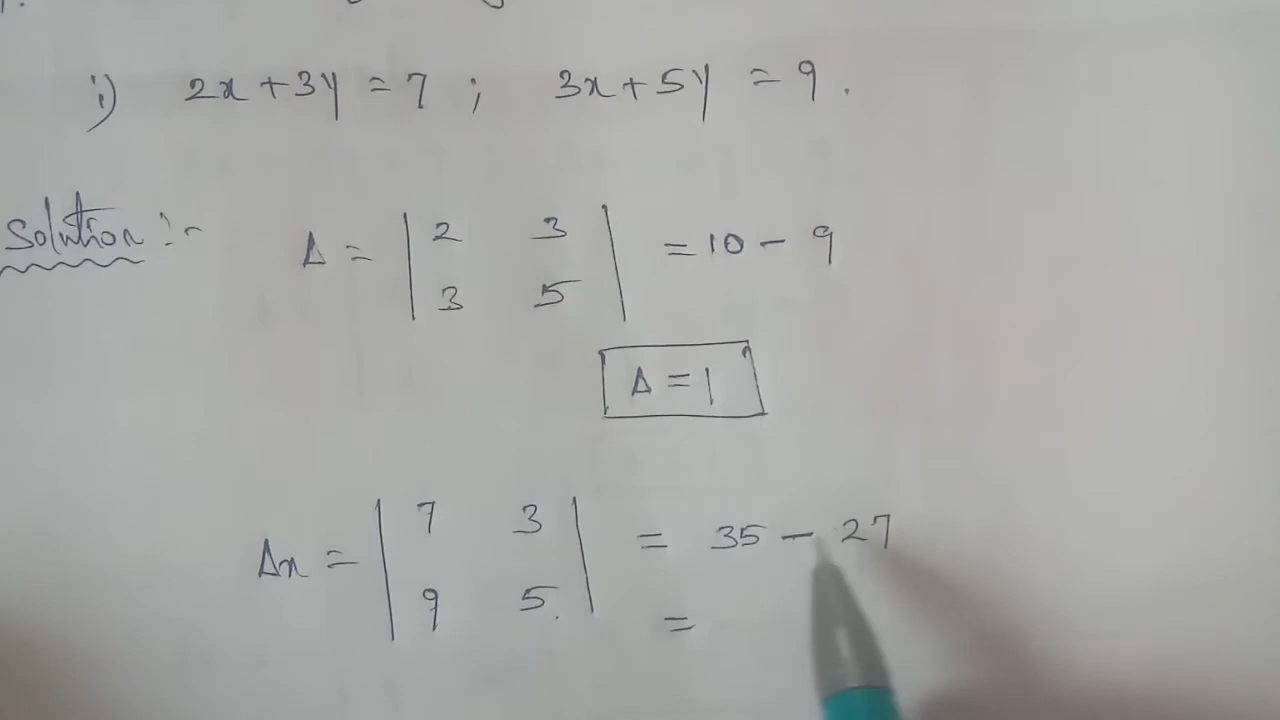 i) 2x + 3y = 7 ; 3x + 5y = 9 .
Solution :- Δ = | 2 3 | = 10 - 9
| 3 5 |
Δ = 1
Δx = | 7 3 | = 35 - 27
| 9 5 | =